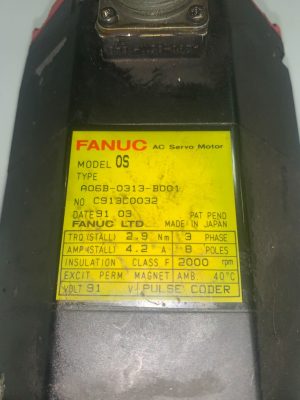 FANUC AC Servo Motor
MODEL 0S
TYPE
A06B-0313-B001
NO C913C0032
DATE 91.03 PAT PEND
FANUC LTD. MADE IN JAPAN
TRQ(STALL) 2.9 Nm 3 PHASE
AMP(STALL) 4.2 A 8 POLES
INSULATION CLASS F 2000 rpm
EXCIT PERM MAGNET AMB. 40°C
VOLT 91 V PULSE CODER